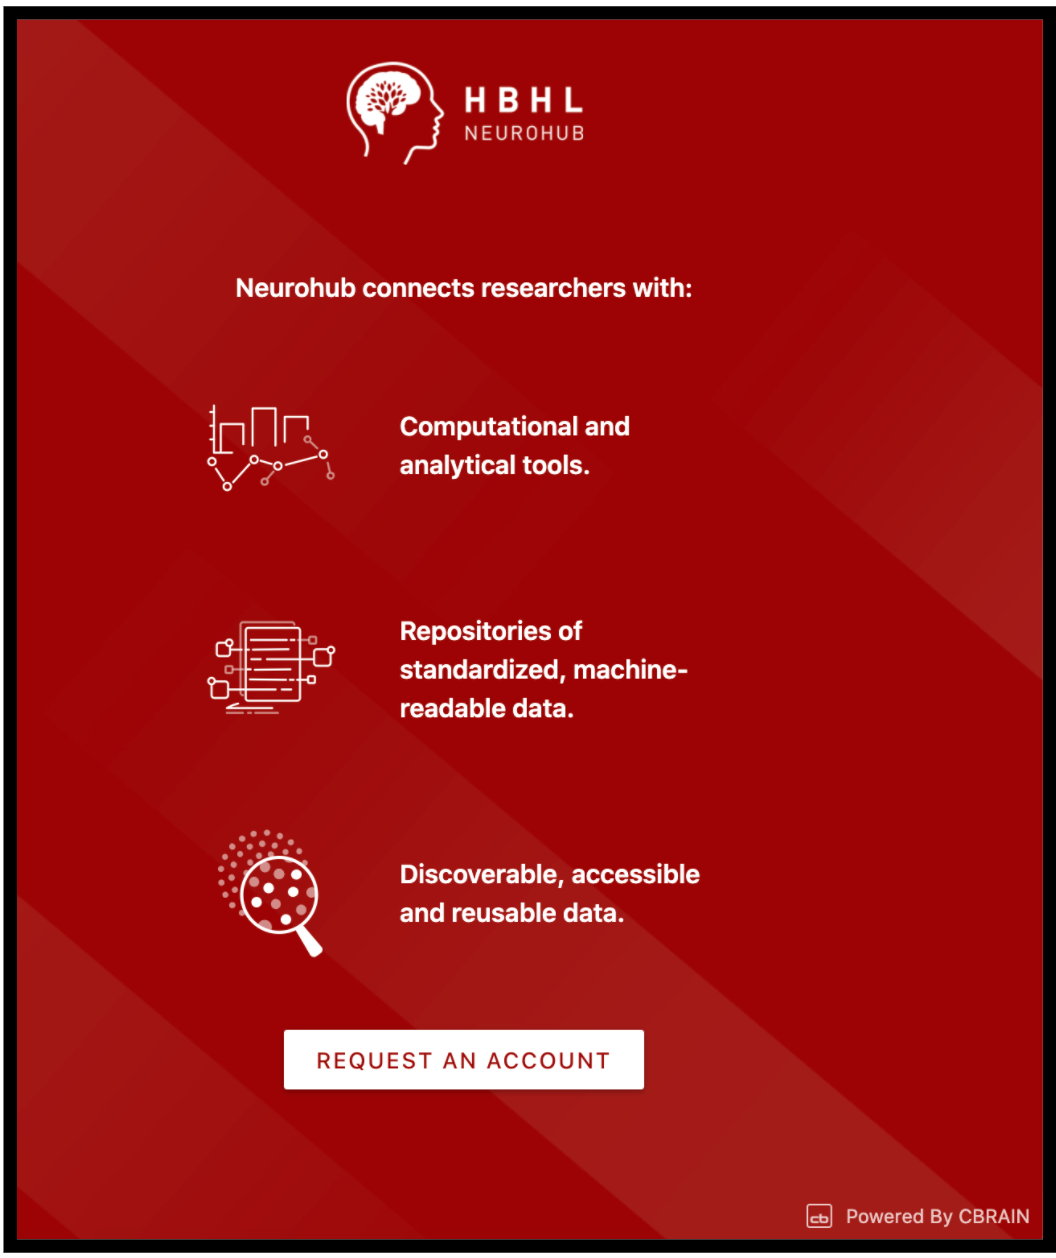 HBHL
NEUROHUB
Neurohub connects researchers with:
Computational and
analytical tools.
Repositories of
standardized, machine-
readable data.
Discoverable, accessible
and reusable data.
REQUEST AN ACCOUNT
cb Powered By CBRAIN